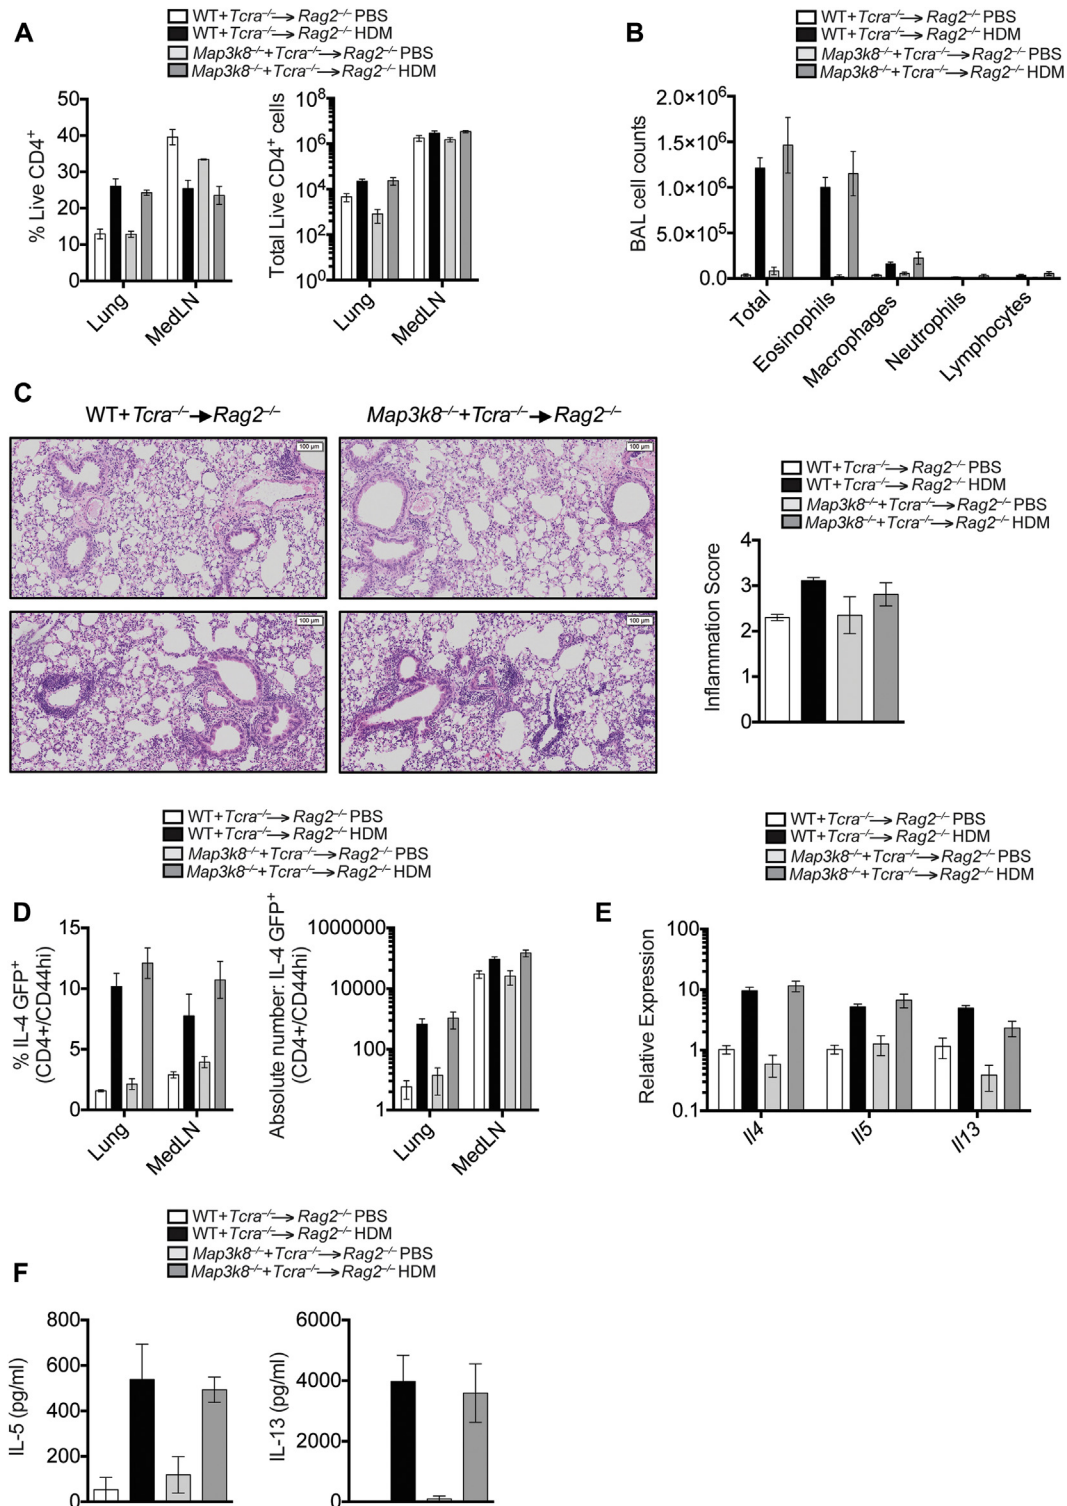 A
WT+Tcra–/–→Rag2–/– PBS
WT+Tcra–/–→Rag2–/– HDM
Map3k8–/–+Tcra–/–→Rag2–/– PBS
Map3k8–/–+Tcra–/–→Rag2–/– HDM
% Live CD4+
50
40
30
20
10
0
Lung
MedLN
Total Live CD4+ cells
10^8
10^6
10^4
10^2
10^0
Lung
MedLN
B
WT+Tcra–/–→Rag2–/– PBS
WT+Tcra–/–→Rag2–/– HDM
Map3k8–/–+Tcra–/–→Rag2–/– PBS
Map3k8–/–+Tcra–/–→Rag2–/– HDM
BAL cell counts
2.0×10^6
1.5×10^6
1.0×10^6
5.0×10^5
0.0
Total
Eosinophils
Macrophages
Neutrophils
Lymphocytes
C
WT+Tcra–/–→Rag2–/–
Map3k8–/–+Tcra–/–→Rag2–/–
100 µm
100 µm
100 µm
100 µm
WT+Tcra–/–→Rag2–/– PBS
WT+Tcra–/–→Rag2–/– HDM
Map3k8–/–+Tcra–/–→Rag2–/– PBS
Map3k8–/–+Tcra–/–→Rag2–/– HDM
Inflammation Score
4
3
2
1
0
D
WT+Tcra–/–→Rag2–/– PBS
WT+Tcra–/–→Rag2–/– HDM
Map3k8–/–+Tcra–/–→Rag2–/– PBS
Map3k8–/–+Tcra–/–→Rag2–/– HDM
% IL-4 GFP+
(CD4+/CD44hi)
15
10
5
0
Lung
MedLN
Absolute number: IL-4 GFP+
(CD4+/CD44hi)
1000000
10000
100
1
Lung
MedLN
E
WT+Tcra–/–→Rag2–/– PBS
WT+Tcra–/–→Rag2–/– HDM
Map3k8–/–+Tcra–/–→Rag2–/– PBS
Map3k8–/–+Tcra–/–→Rag2–/– HDM
Relative Expression
100
10
1
0.1
Il4
Il5
Il13
F
WT+Tcra–/–→Rag2–/– PBS
WT+Tcra–/–→Rag2–/– HDM
Map3k8–/–+Tcra–/–→Rag2–/– PBS
Map3k8–/–+Tcra–/–→Rag2–/– HDM
IL-5 (pg/ml)
800
600
400
200
0
IL-13 (pg/ml)
6000
4000
2000
0